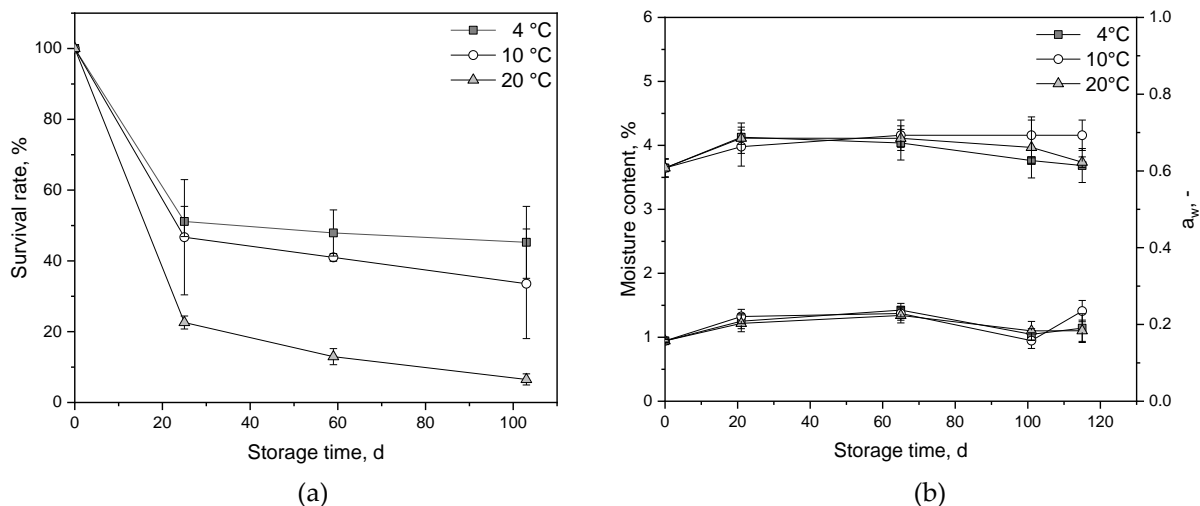 4 °C
10 °C
20 °C
100
80
60
40
20
0
Survival rate, %
0 20 40 60 80 100
Storage time, d
(a)
4°C
10°C
20°C
6
5
4
3
2
1
0
Moisture content, %
1.0
0.8
0.6
0.4
0.2
0.0
a_w, -
0 20 40 60 80 100 120
Storage time, d
(b)